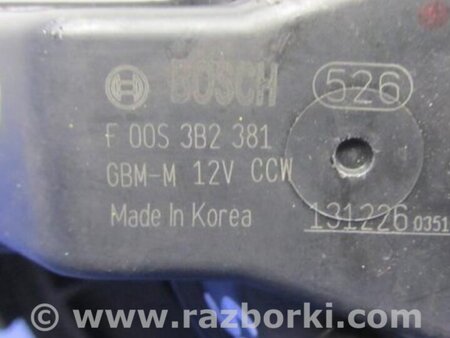 BOSCH 526
F 00S 3B2 381
GBM-M 12V CCW
Made In Korea 131226 0351
© www.razborki.com